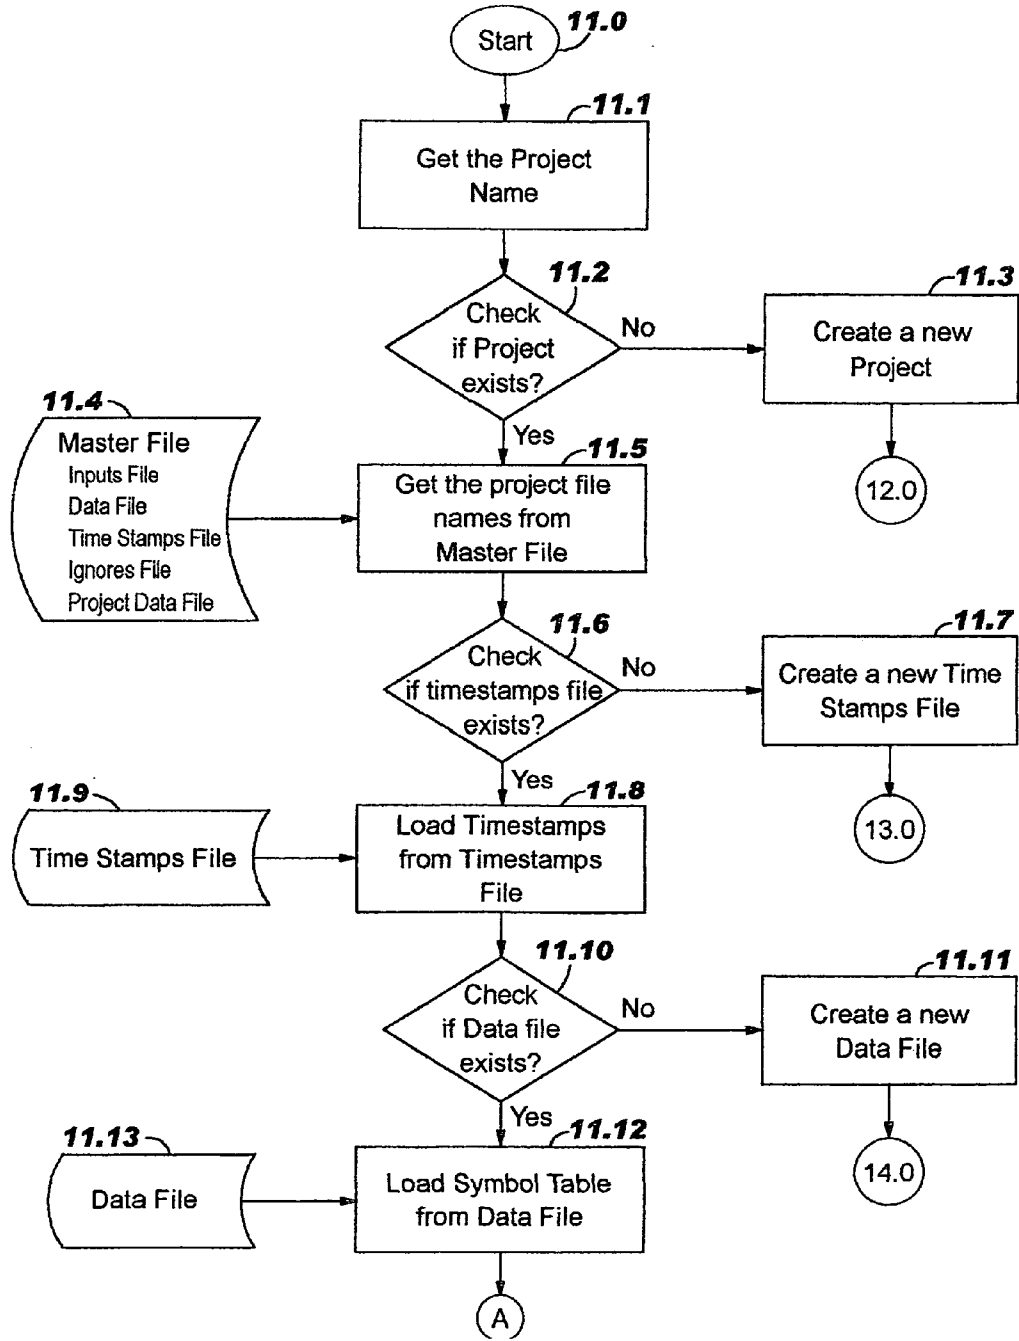 11.0
Start
11.1
Get the Project
Name
11.2
Check
if Project
exists?
No
11.3
Create a new
Project
12.0
Yes
11.4
Master File
Inputs File
Data File
Time Stamps File
Ignores File
Project Data File
11.5
Get the project file
names from
Master File
11.6
Check
if timestamps file
exists?
No
11.7
Create a new Time
Stamps File
13.0
Yes
11.9
Time Stamps File
11.8
Load Timestamps
from Timestamps
File
11.10
Check
if Data file
exists?
No
11.11
Create a new
Data File
14.0
Yes
11.13
Data File
11.12
Load Symbol Table
from Data File
A